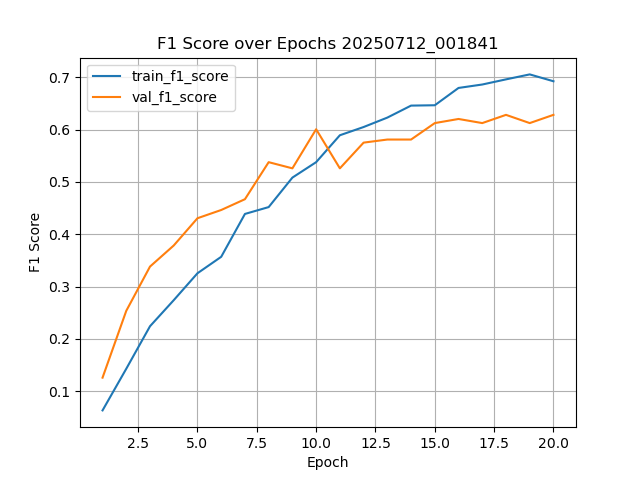 F1 Score over Epochs 20250712_001841
train_f1_score
val_f1_score
0.7
0.6
0.5
0.4
0.3
0.2
0.1
F1 Score
2.5 5.0 7.5 10.0 12.5 15.0 17.5 20.0
Epoch